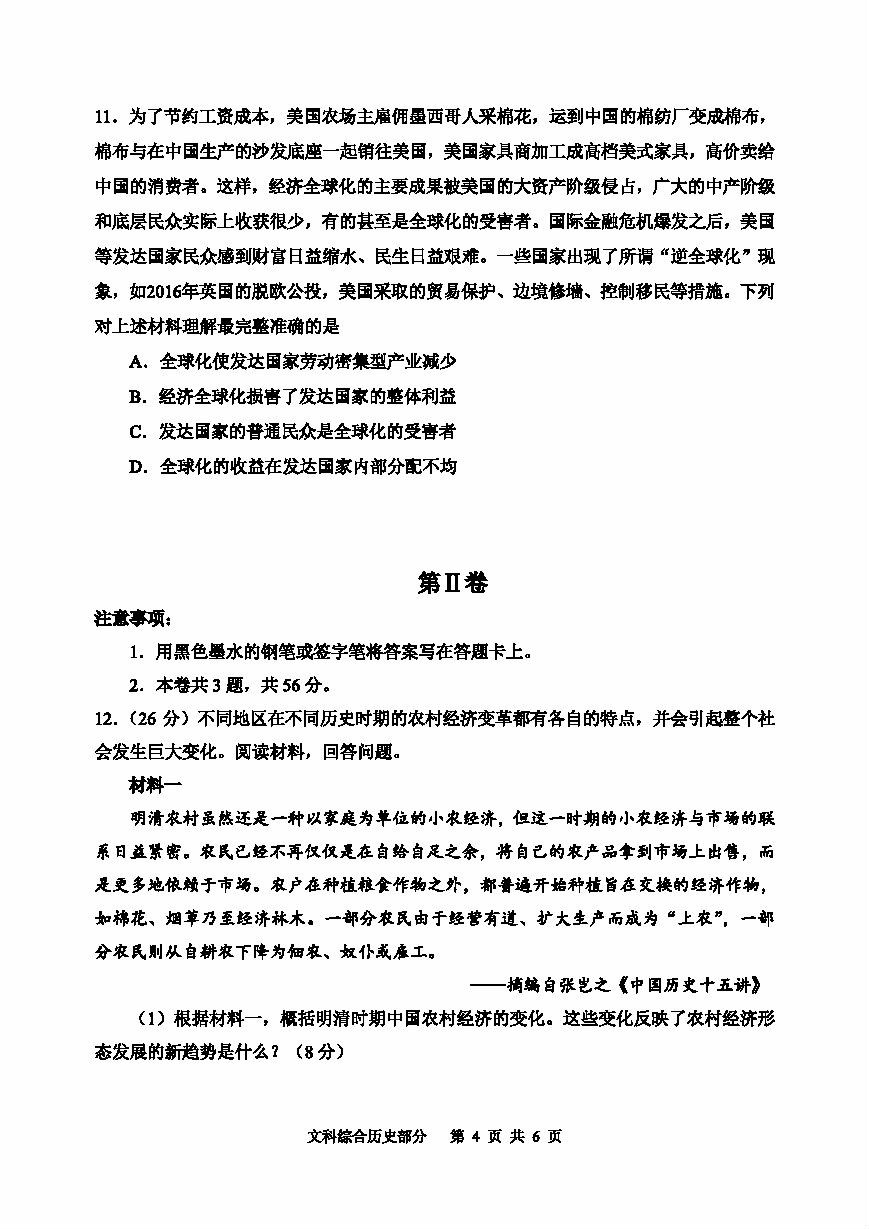 11．为了节约工资成本，美国农场主雇佣墨西哥人采棉花，运到中国的棉纺厂变成棉布，
棉布与在中国生产的沙发底座一起销往美国，美国家具商加工成高档美式家具，高价卖给
中国的消费者。这样，经济全球化的主要成果被美国的大资产阶级侵占，广大的中产阶级
和底层民众实际上收获很少，有的甚至是全球化的受害者。国际金融危机爆发之后，美国
等发达国家民众感到财富日益缩水、民生日益艰难。一些国家出现了所谓“逆全球化”现
象，如2016年英国的脱欧公投，美国采取的贸易保护、边境修墙、控制移民等措施。下列
对上述材料理解最完整准确的是
A．全球化使发达国家劳动密集型产业减少
B．经济全球化损害了发达国家的整体利益
C．发达国家的普通民众是全球化的受害者
D．全球化的收益在发达国家内部分配不均
第Ⅱ卷
注意事项：
1．用黑色墨水的钢笔或签字笔将答案写在答题卡上。
2．本卷共3题，共56分。
12．（26分）不同地区在不同历史时期的农村经济变革都有各自的特点，并会引起整个社
会发生巨大变化。阅读材料，回答问题。
材料一
明清农村虽然还是一种以家庭为单位的小农经济，但这一时期的小农经济与市场的联
系日益紧密。农民已经不再仅仅是在自给自足之余，将自己的农产品拿到市场上出售，而
是更多地依赖于市场。农户在种植粮食作物之外，都普遍开始种植旨在交换的经济作物，
如棉花、烟草乃至经济林木。一部分农民由于经营有道、扩大生产而成为“上农”，一部
分农民则从自耕农下降为佃农、奴仆或雇工。
——摘编自张岂之《中国历史十五讲》
（1）根据材料一，概括明清时期中国农村经济的变化。这些变化反映了农村经济形
态发展的新趋势是什么？（8分）
文科综合历史部分 第 4 页 共 6 页